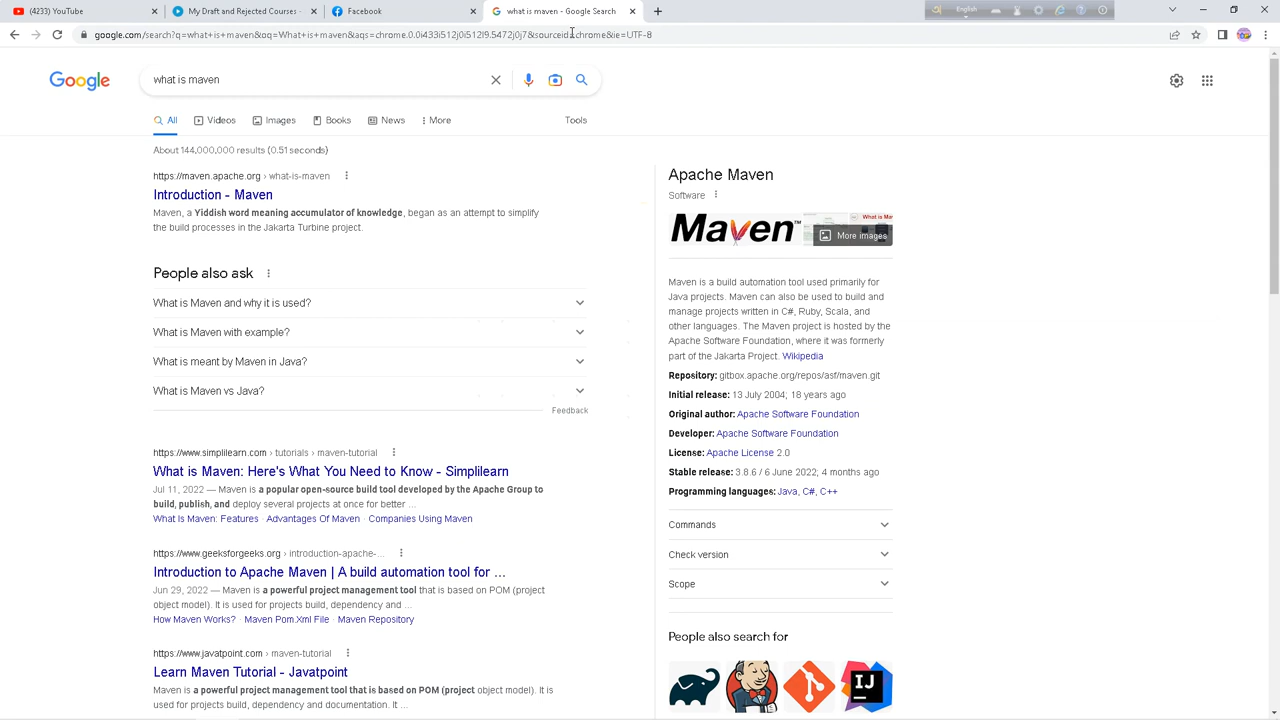 (4233) YouTube
My Draft and Rejected Courses -
Facebook
what is maven - Google Search
English
google.com/search?q=what+is+maven&oq=What+is+maven&aqs=chrome.0.0i433i512j0i512l9.5472j0j7&sourceid=chrome&ie=UTF-8
Google
what is maven
All
Videos
Images
Books
News
More
Tools
About 144,000,000 results (0.51 seconds)
https://maven.apache.org › what-is-maven
Introduction - Maven
Maven, a Yiddish word meaning accumulator of knowledge, began as an attempt to simplify
the build processes in the Jakarta Turbine project.
People also ask
What is Maven and why it is used?
What is Maven with example?
What is meant by Maven in Java?
What is Maven vs Java?
Feedback
https://www.simplilearn.com › tutorials › maven-tutorial
What is Maven: Here's What You Need to Know - Simplilearn
Jul 11, 2022 — Maven is a popular open-source build tool developed by the Apache Group to
build, publish, and deploy several projects at once for better ...
What Is Maven: Features · Advantages Of Maven · Companies Using Maven
https://www.geeksforgeeks.org › introduction-apache-...
Introduction to Apache Maven | A build automation tool for ...
Jun 29, 2022 — Maven is a powerful project management tool that is based on POM (project
object model). It is used for projects build, dependency and ...
How Maven Works? · Maven Pom.Xml File · Maven Repository
https://www.javatpoint.com › maven-tutorial
Learn Maven Tutorial - Javatpoint
Maven is a powerful project management tool that is based on POM (project object model). It is
used for projects build, dependency and documentation. It ...
Apache Maven
Software
Maven™
What is Mav
More images
Maven is a build automation tool used primarily for
Java projects. Maven can also be used to build and
manage projects written in C#, Ruby, Scala, and
other languages. The Maven project is hosted by the
Apache Software Foundation, where it was formerly
part of the Jakarta Project. Wikipedia
Repository: gitbox.apache.org/repos/asf/maven.git
Initial release: 13 July 2004; 18 years ago
Original author: Apache Software Foundation
Developer: Apache Software Foundation
License: Apache License 2.0
Stable release: 3.8.6 / 6 June 2022; 4 months ago
Programming languages: Java, C#, C++
Commands
Check version
Scope
People also search for
IJ